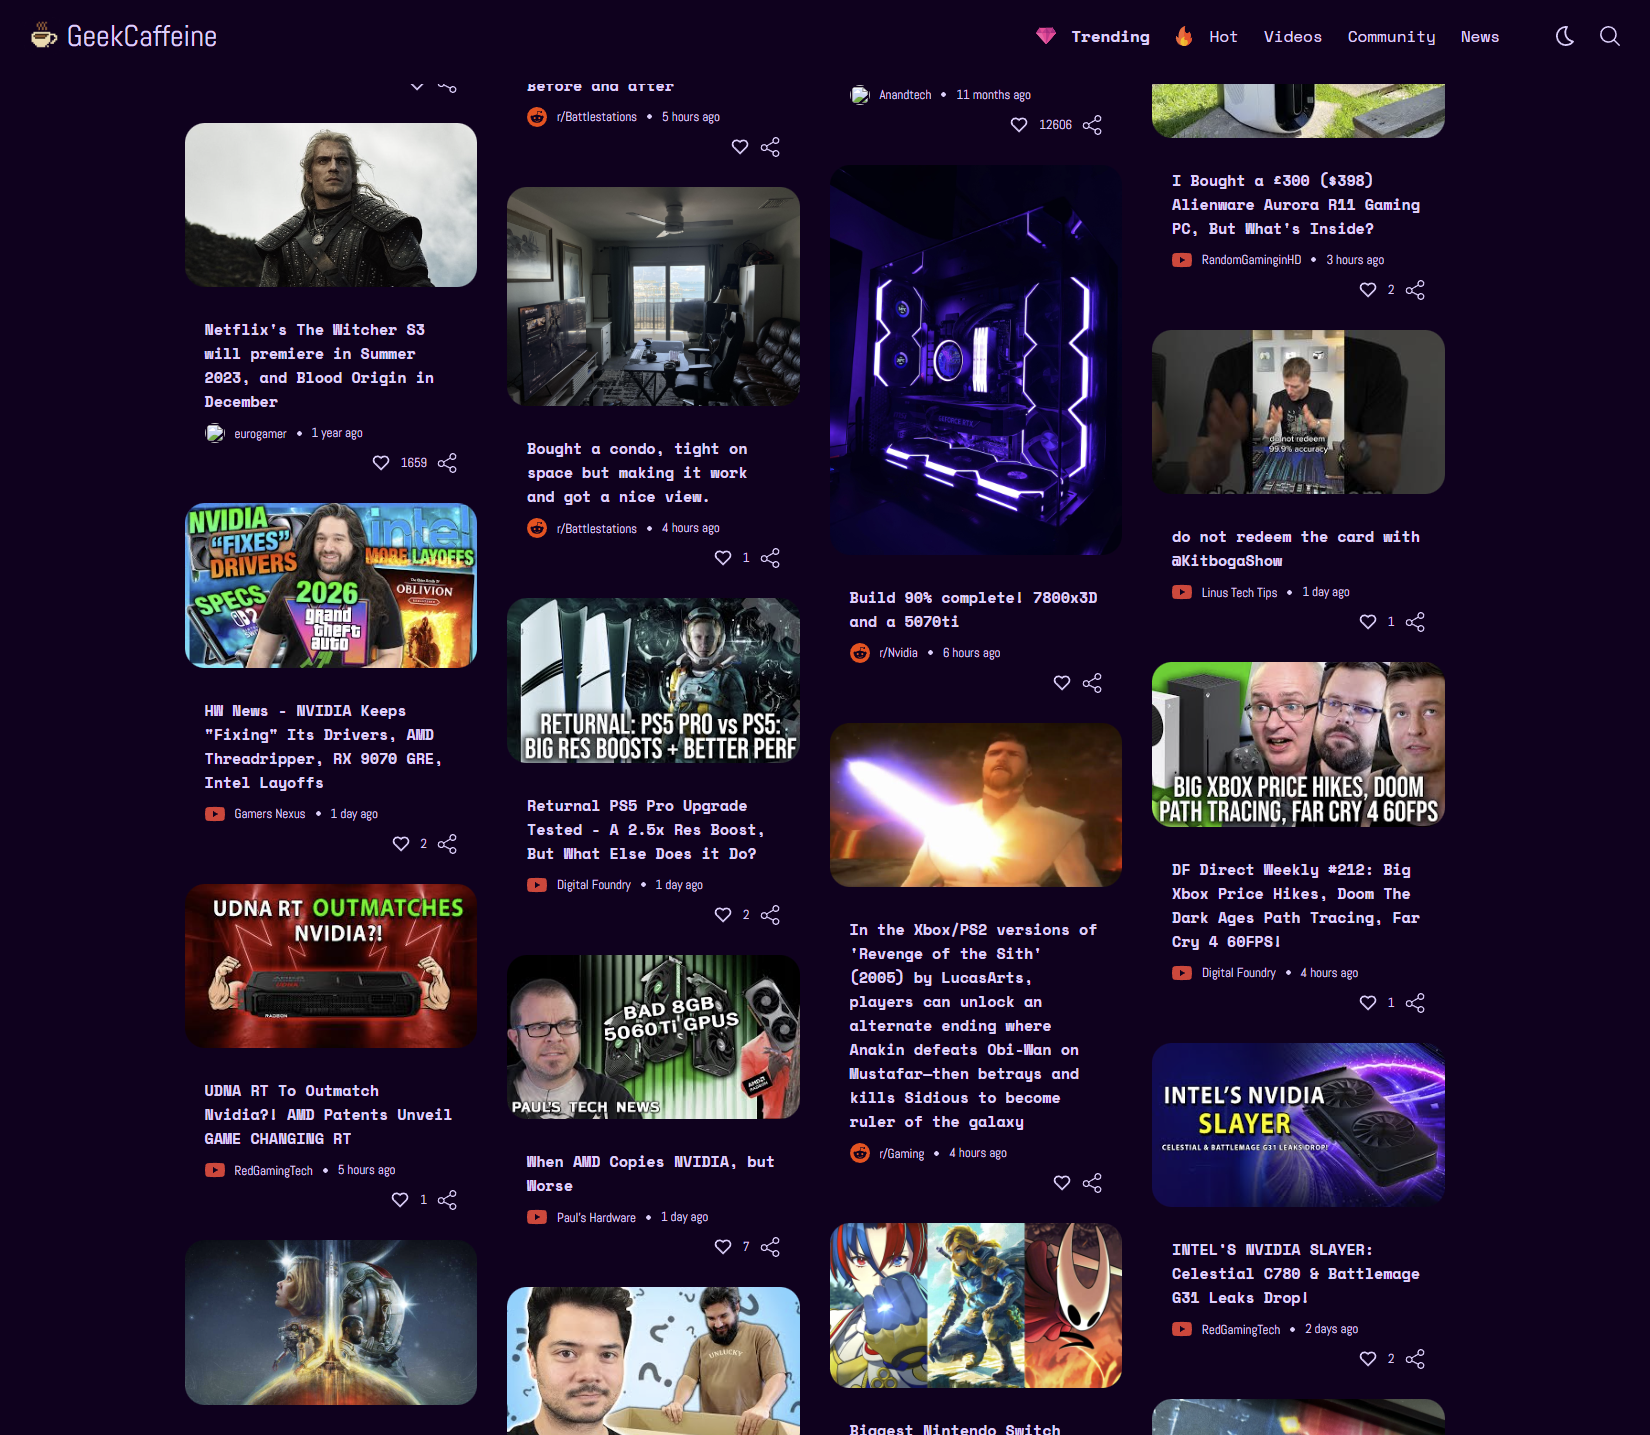 GeekCaffeine
Trending
Hot
Videos
Community
News
Netflix's The Witcher S3
will premiere in Summer
2023, and Blood Origin in
December
eurogamer • 1 year ago
1659
NVIDIA
"FIXES"
DRIVERS
intel
MORE LAYOFFS
SPECS
2026
grand
theft
auto
OBLIVION
HW News - NVIDIA Keeps
"Fixing" Its Drivers, AMD
Threadripper, RX 9070 GRE,
Intel Layoffs
Gamers Nexus • 1 day ago
2
UDNA RT OUTMATCHES
NVIDIA?!
RADEON
UDNA RT To Outmatch
Nvidia?! AMD Patents Unveil
GAME CHANGING RT
RedGamingTech • 5 hours ago
1
Before and after
r/Battlestations • 5 hours ago
Bought a condo, tight on
space but making it work
and got a nice view.
r/Battlestations • 4 hours ago
1
RETURNAL: PS5 PRO vs PS5:
BIG RES BOOSTS + BETTER PERF
Returnal PS5 Pro Upgrade
Tested - A 2.5x Res Boost,
But What Else Does it Do?
Digital Foundry • 1 day ago
2
BAD 8GB
5060Ti GPUS
AMD
RADEON
PAUL'S TECH NEWS
When AMD Copies NVIDIA, but
Worse
Paul's Hardware • 1 day ago
7
UNLUCKY
Anandtech • 11 months ago
12606
GEFORCE RTX
Build 90% complete! 7800x3D
and a 5070ti
r/Nvidia • 6 hours ago
In the Xbox/PS2 versions of
'Revenge of the Sith'
(2005) by LucasArts,
players can unlock an
alternate ending where
Anakin defeats Obi-Wan on
Mustafar—then betrays and
kills Sidious to become
ruler of the galaxy
r/Gaming • 4 hours ago
Biggest Nintendo Switch
I Bought a £300 ($398)
Alienware Aurora R11 Gaming
PC, But What's Inside?
RandomGaminginHD • 3 hours ago
2
do not redeem
99.9% accuracy
do not redeem the card with
@KitbogaShow
Linus Tech Tips • 1 day ago
1
BIG XBOX PRICE HIKES, DOOM
PATH TRACING, FAR CRY 4 60FPS
DF Direct Weekly #212: Big
Xbox Price Hikes, Doom The
Dark Ages Path Tracing, Far
Cry 4 60FPS!
Digital Foundry • 4 hours ago
1
INTEL'S NVIDIA
SLAYER
CELESTIAL & BATTLEMAGE G31 LEAKS DROP!
INTEL'S NVIDIA SLAYER:
Celestial C780 & Battlemage
G31 Leaks Drop!
RedGamingTech • 2 days ago
2